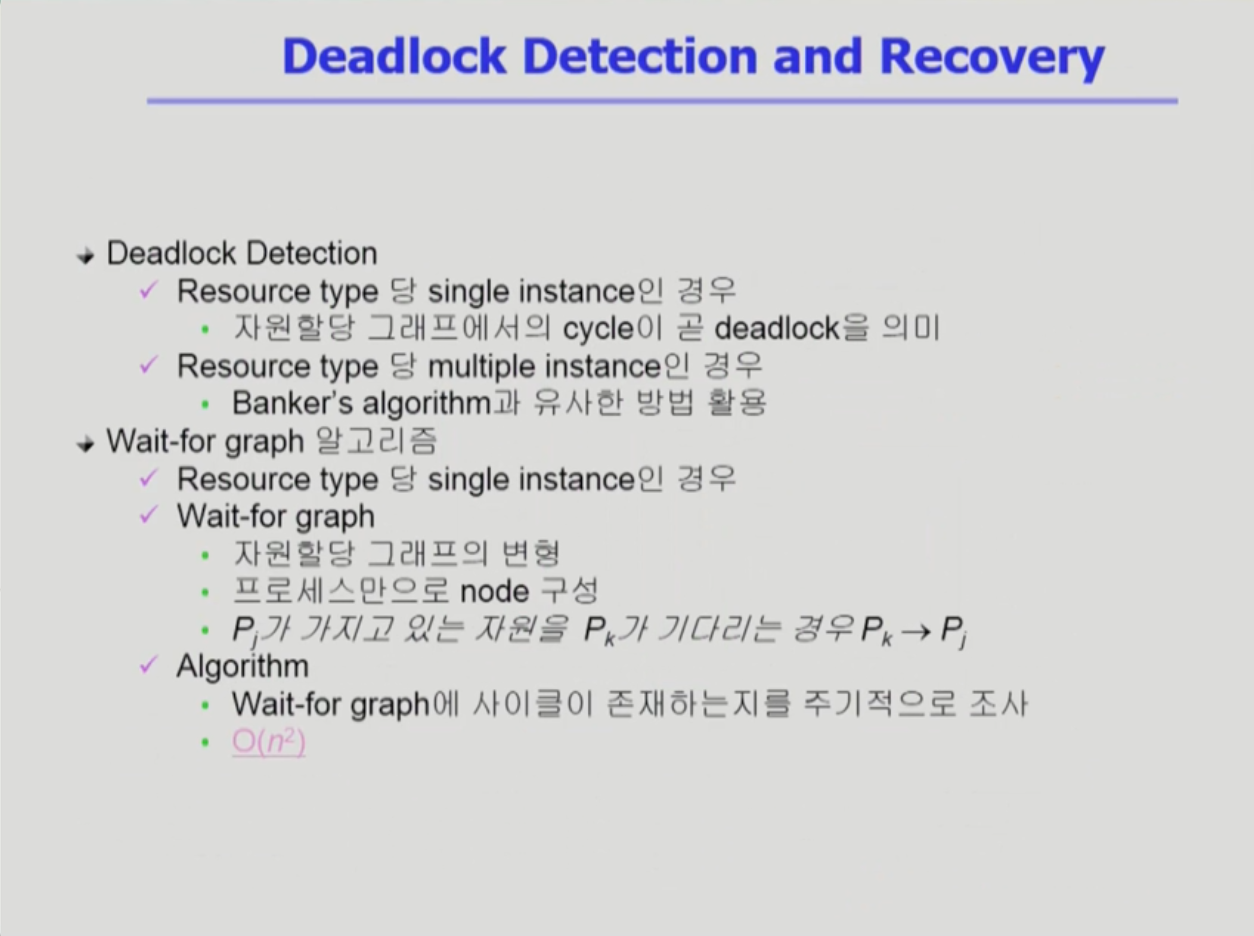 Deadlock Detection and Recovery
Deadlock Detection
Resource type 당 single instance인 경우
자원할당 그래프에서의 cycle이 곧 deadlock을 의미
Resource type 당 multiple instance인 경우
Banker's algorithm과 유사한 방법 활용
Wait-for graph 알고리즘
Resource type 당 single instance인 경우
Wait-for graph
자원할당 그래프의 변형
프로세스만으로 node 구성
Pj가 가지고 있는 자원을 Pk가 기다리는 경우 Pk → Pj
Algorithm
Wait-for graph에 사이클이 존재하는지를 주기적으로 조사
O(n²)